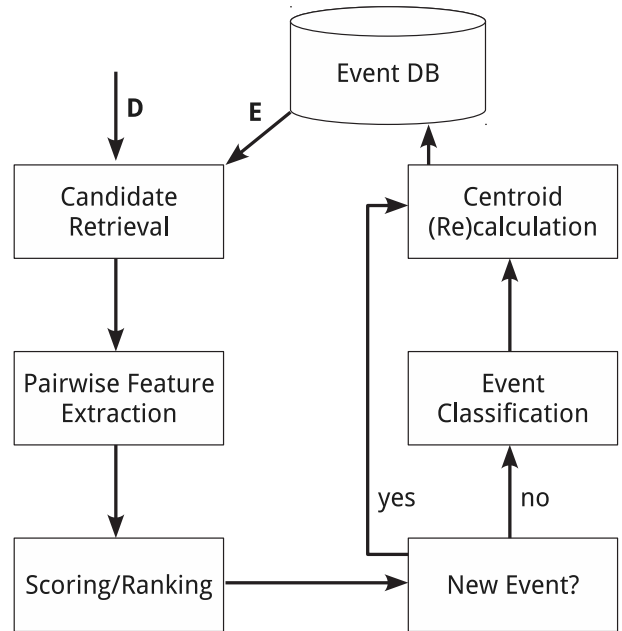 Event DB
D
E
Candidate
Retrieval
Centroid
(Re)calculation
Pairwise Feature
Extraction
Event
Classification
yes
no
Scoring/Ranking
New Event?